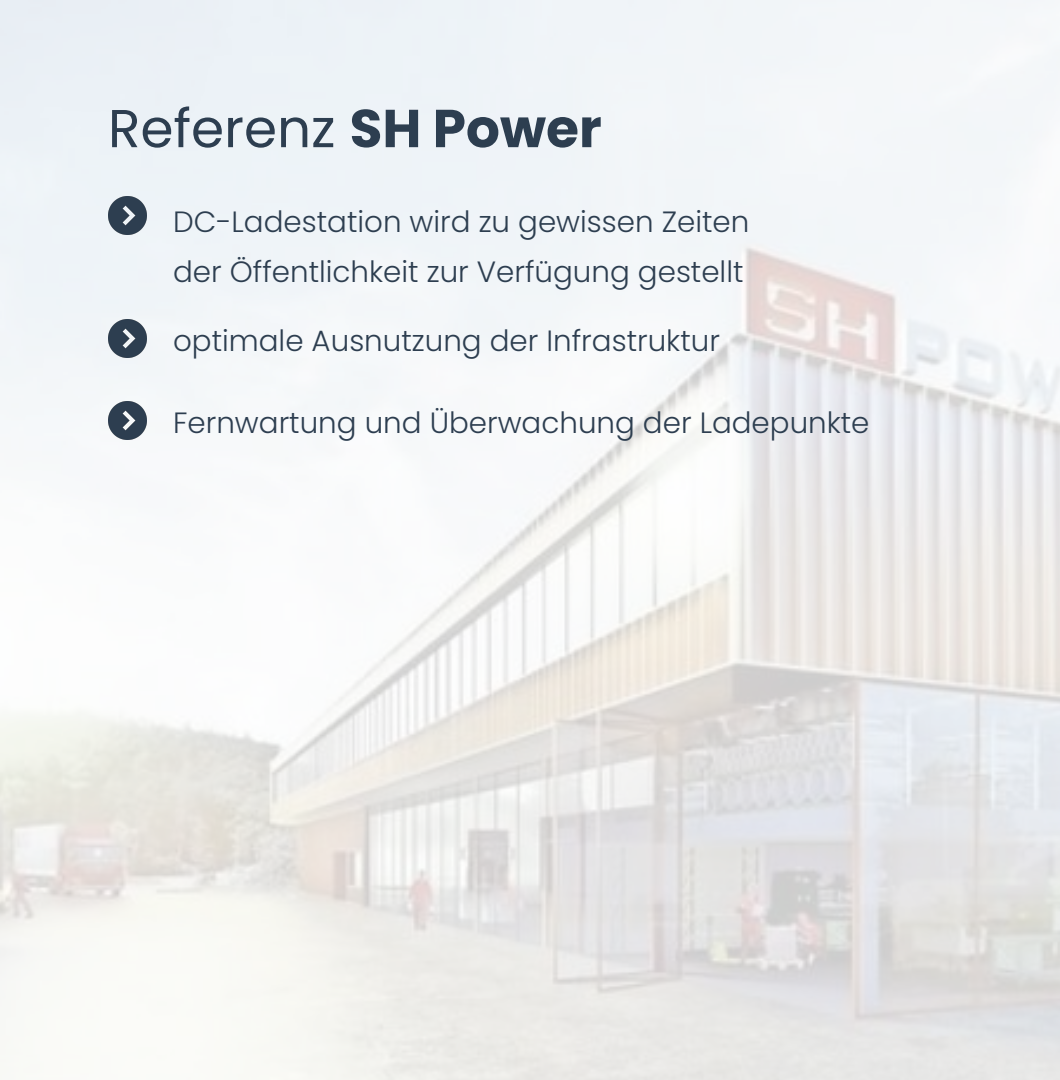 Referenz SH Power
DC-Ladestation wird zu gewissen Zeiten
der Öffentlichkeit zur Verfügung gestellt
optimale Ausnutzung der Infrastruktur
Fernwartung und Überwachung der Ladepunkte
SH POW